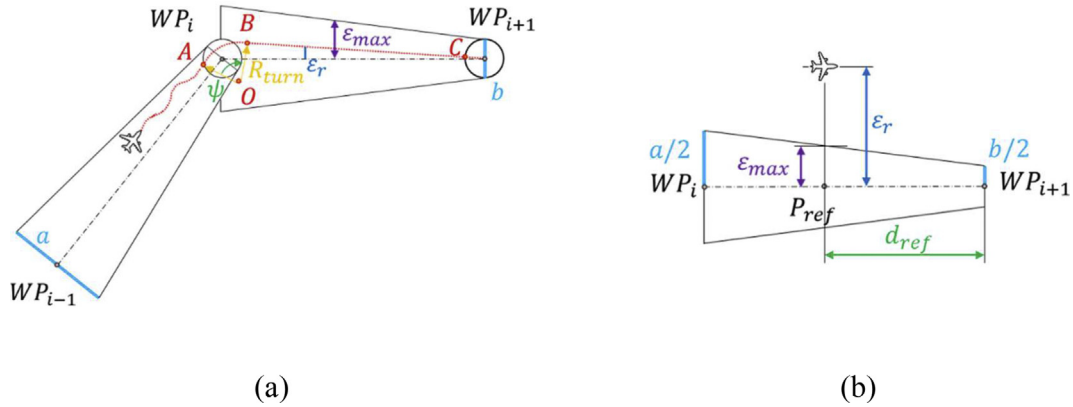 WP_i
B
ε_max
WP_{i+1}
A
C
ε_r
R_turn
ψ
O
b
a
WP_{i-1}
(a)
ε_r
a/2
b/2
ε_max
WP_i
WP_{i+1}
P_ref
d_ref
(b)